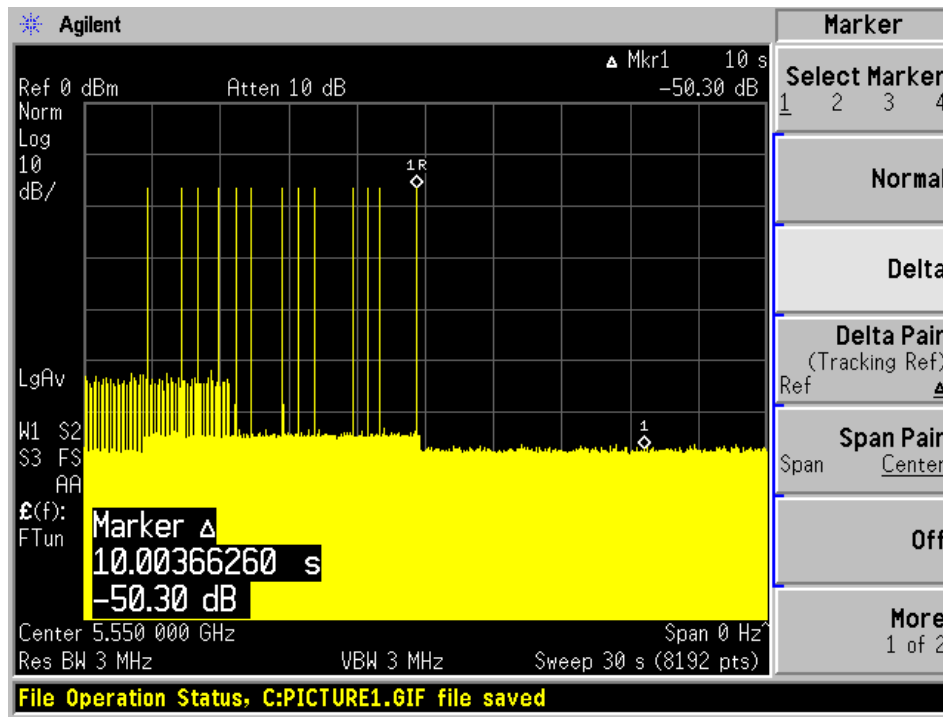 Agilent
Marker
Δ Mkr1 10 s
Ref 0 dBm Atten 10 dB -50.30 dB
Norm
Log
10
dB/
1R
LgAv
1
W1 S2
S3 FS
AA
£(f):
FTun
Marker Δ
10.00366260 s
-50.30 dB
Center 5.550 000 GHz Span 0 Hz^
Res BW 3 MHz VBW 3 MHz Sweep 30 s (8192 pts)
File Operation Status, C:PICTURE1.GIF file saved
Select Marker
1 2 3 4
Normal
Delta
Delta Pair
(Tracking Ref)
Ref Δ
Span Pair
Span Center
Off
More
1 of 2